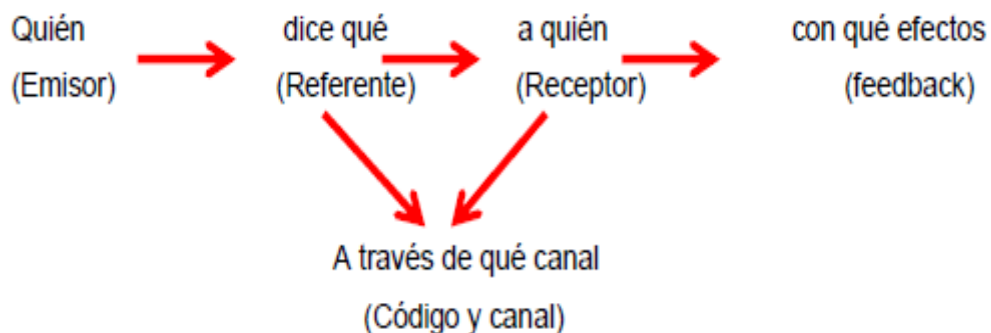 Quién dice qué a quién con qué efectos
(Emisor) (Referente) (Receptor) (feedback)
A través de qué canal
(Código y canal)